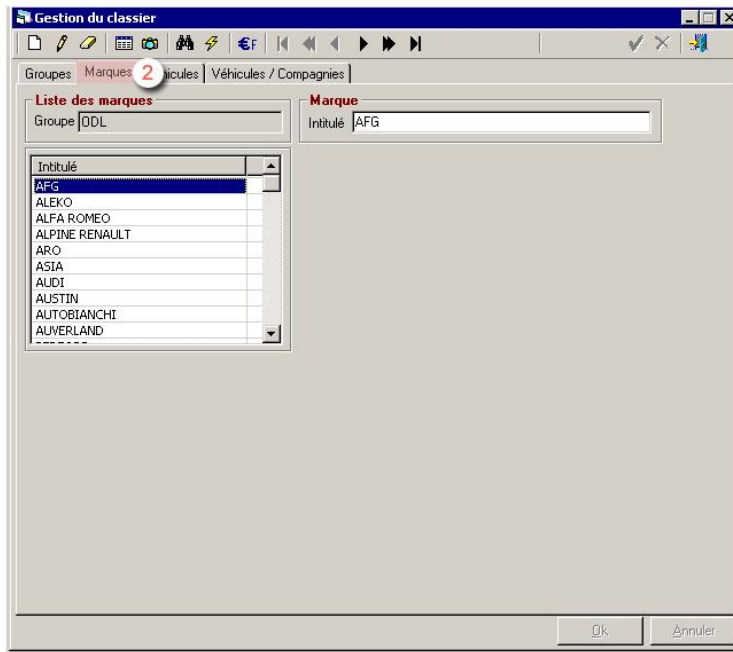 Gestion du classier
€F
Groupes Marques 2 hicules Véhicules / Compagnies
Liste des marques
Groupe ODL
Marque
Intitulé AFG
Intitulé
AFG
ALEKO
ALFA ROMEO
ALPINE RENAULT
ARO
ASIA
AUDI
AUSTIN
AUTOBIANCHI
AUVERLAND
Ok Annuler